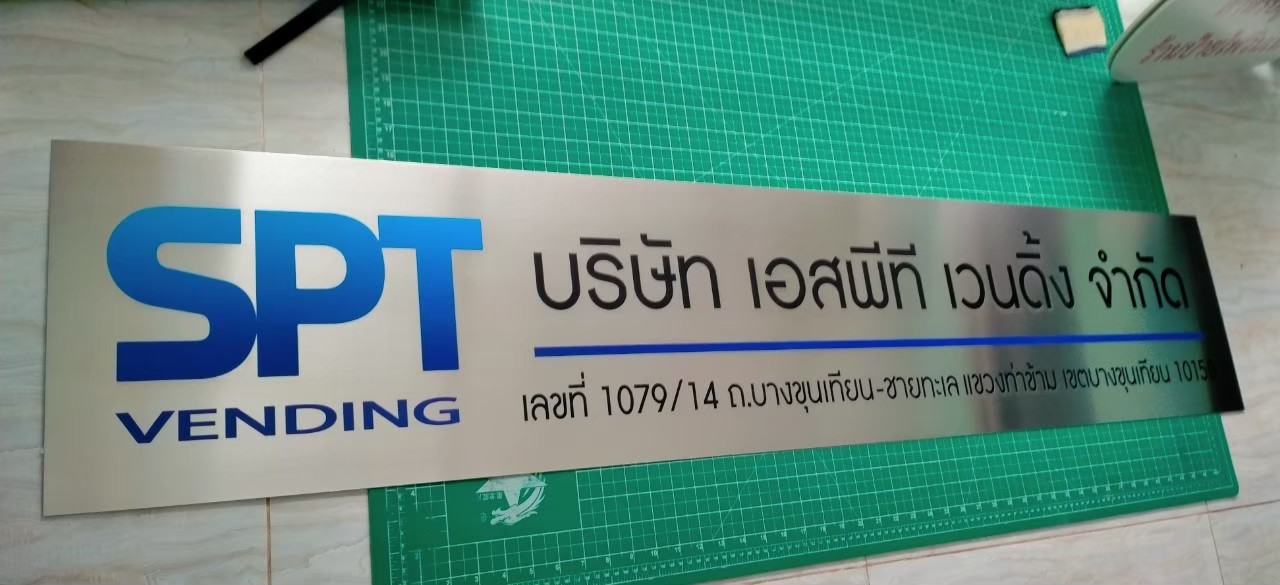 SPT
VENDING
บริษัท เอสพีที เวนดิ้ง จำกัด
เลขที่ 1079/14 ถ.บางขุนเทียน-ชายทะเล แขวงท่าข้าม เขตบางขุนเทียน 10150